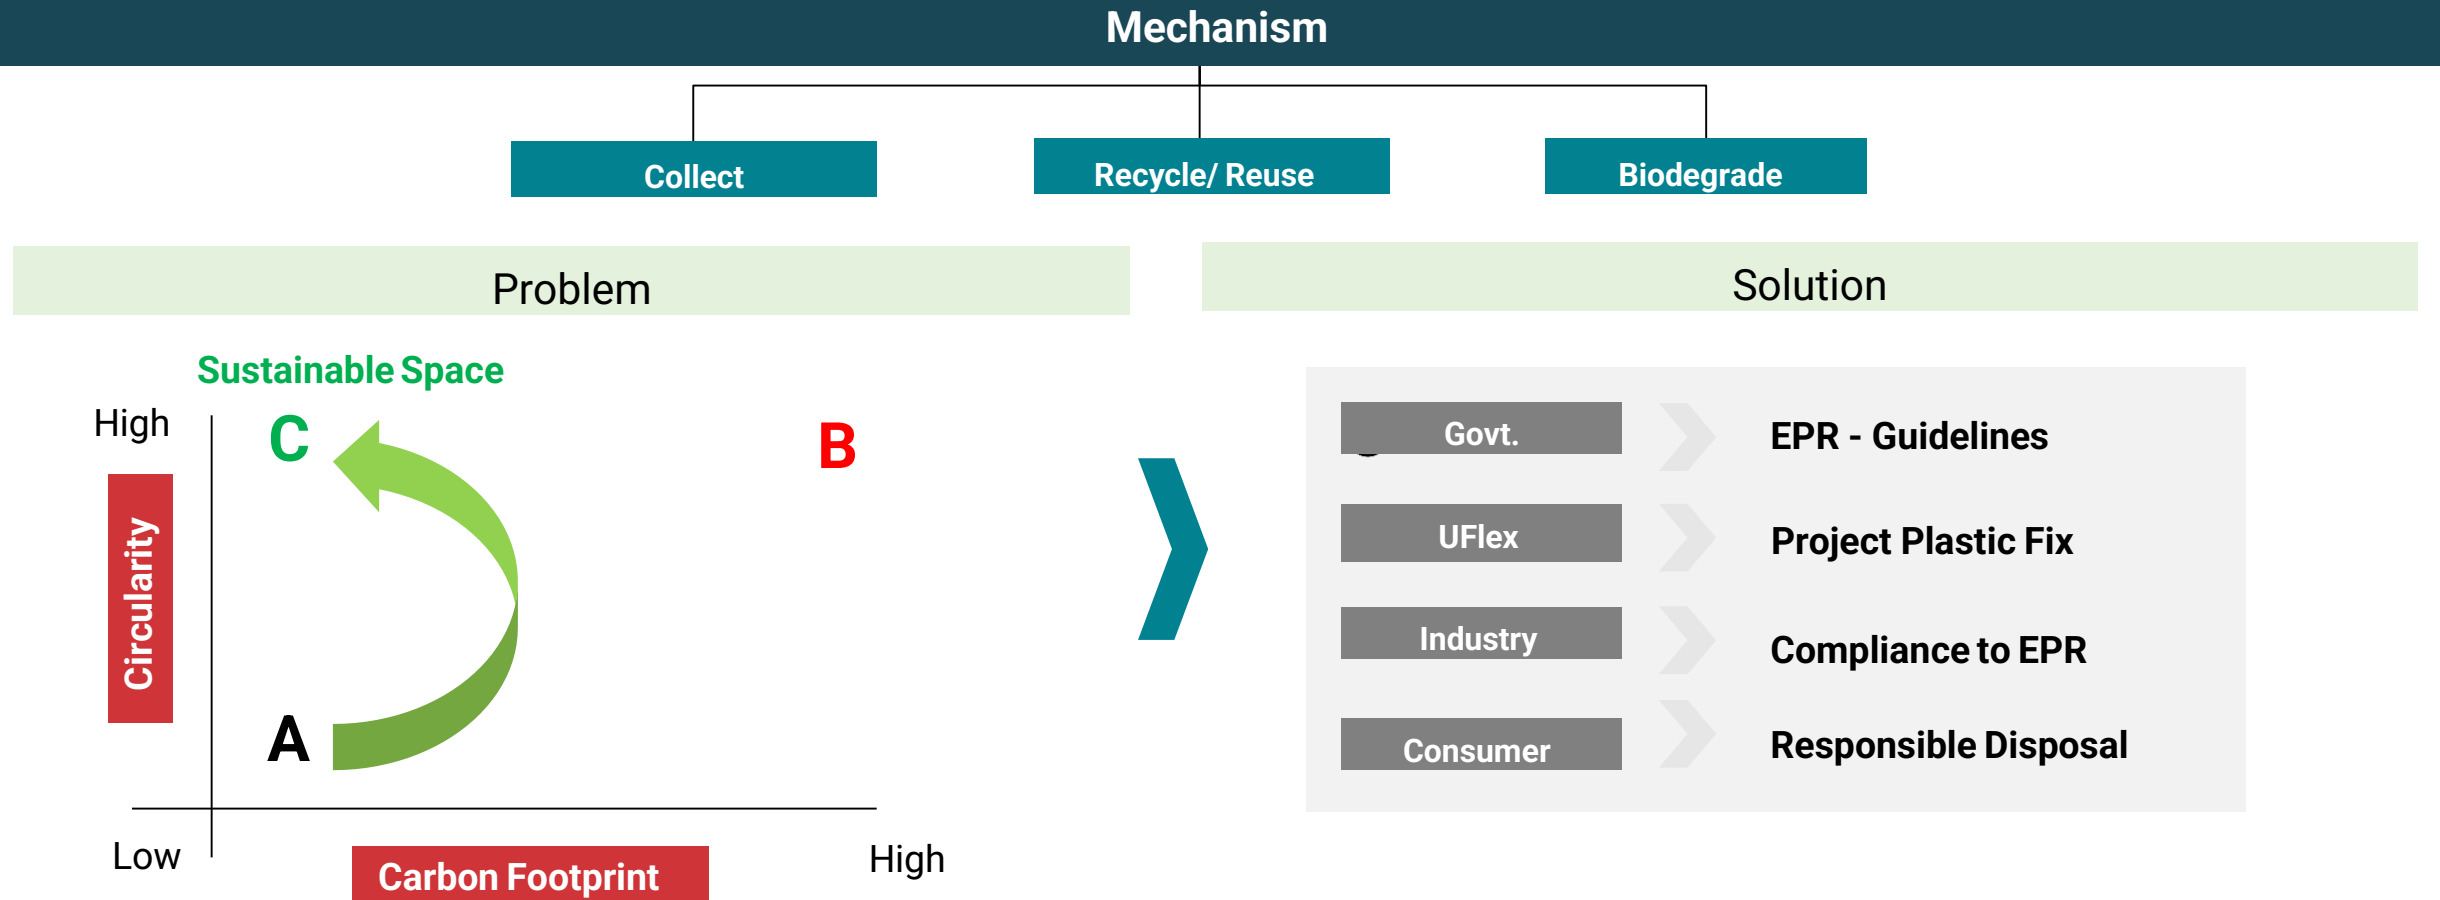 Mechanism
Collect
Recycle/ Reuse
Biodegrade
Problem
Solution
Sustainable Space
High
C
B
Circularity
A
Low
High
Carbon Footprint
Govt.
EPR - Guidelines
UFlex
Project Plastic Fix
Industry
Compliance to EPR
Consumer
Responsible Disposal